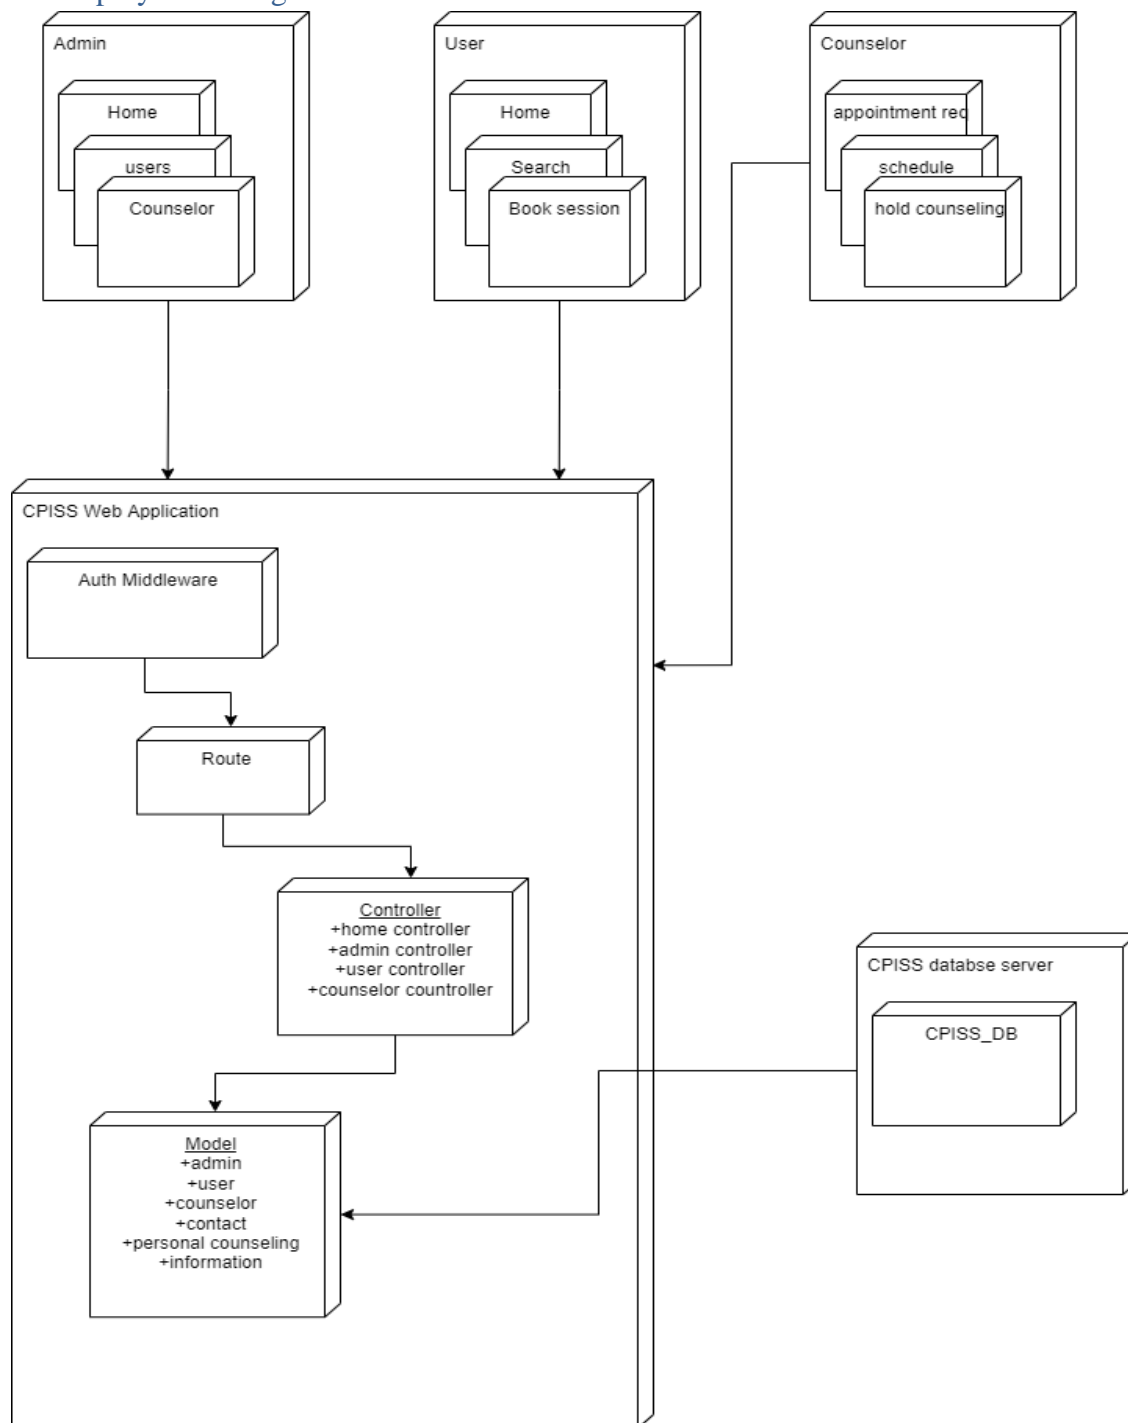 Admin
Home
users
Counselor
User
Home
Search
Book session
Counselor
appointment req
schedule
hold counseling
CPISS Web Application
Auth Middleware
Route
Controller
+home controller
+admin controller
+user controller
+counselor countroller
CPISS databse server
CPISS_DB
Model
+admin
+user
+counselor
+contact
+personal counseling
+information